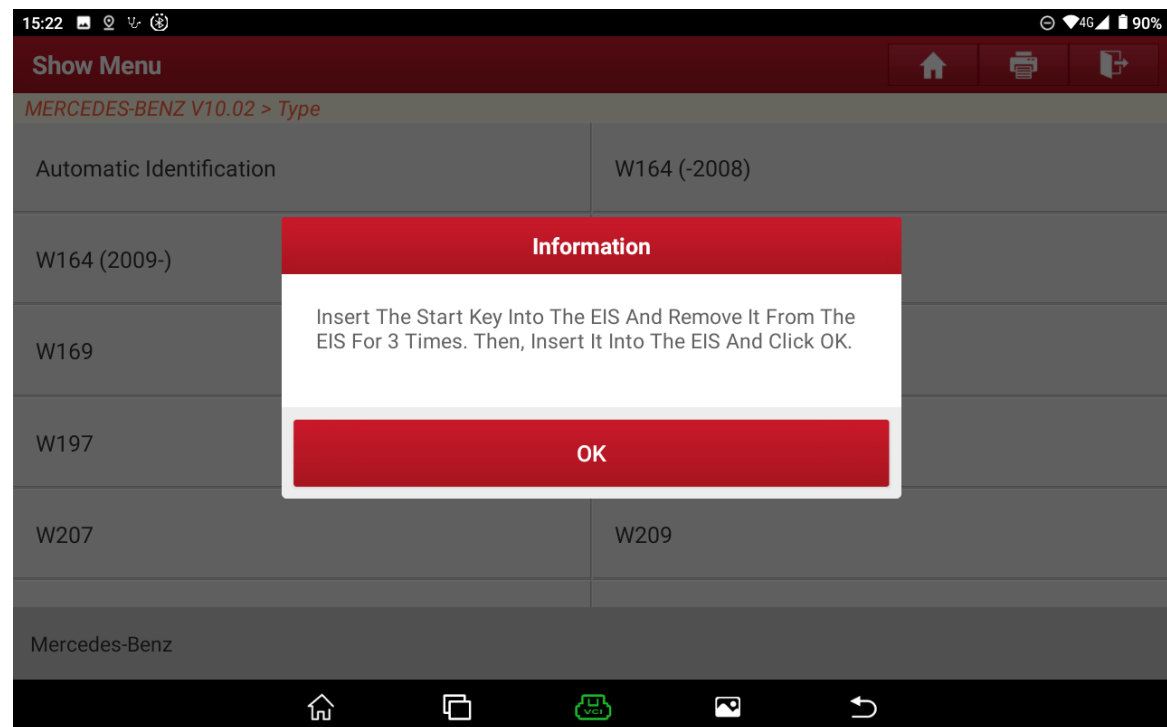 15:22
4G 90%
Show Menu
MERCEDES-BENZ V10.02 > Type
Automatic Identification
W164 (-2008)
W164 (2009-)
Information
Insert The Start Key Into The EIS And Remove It From The
EIS For 3 Times. Then, Insert It Into The EIS And Click OK.
W169
W197
OK
W207
W209
Mercedes-Benz
VCI